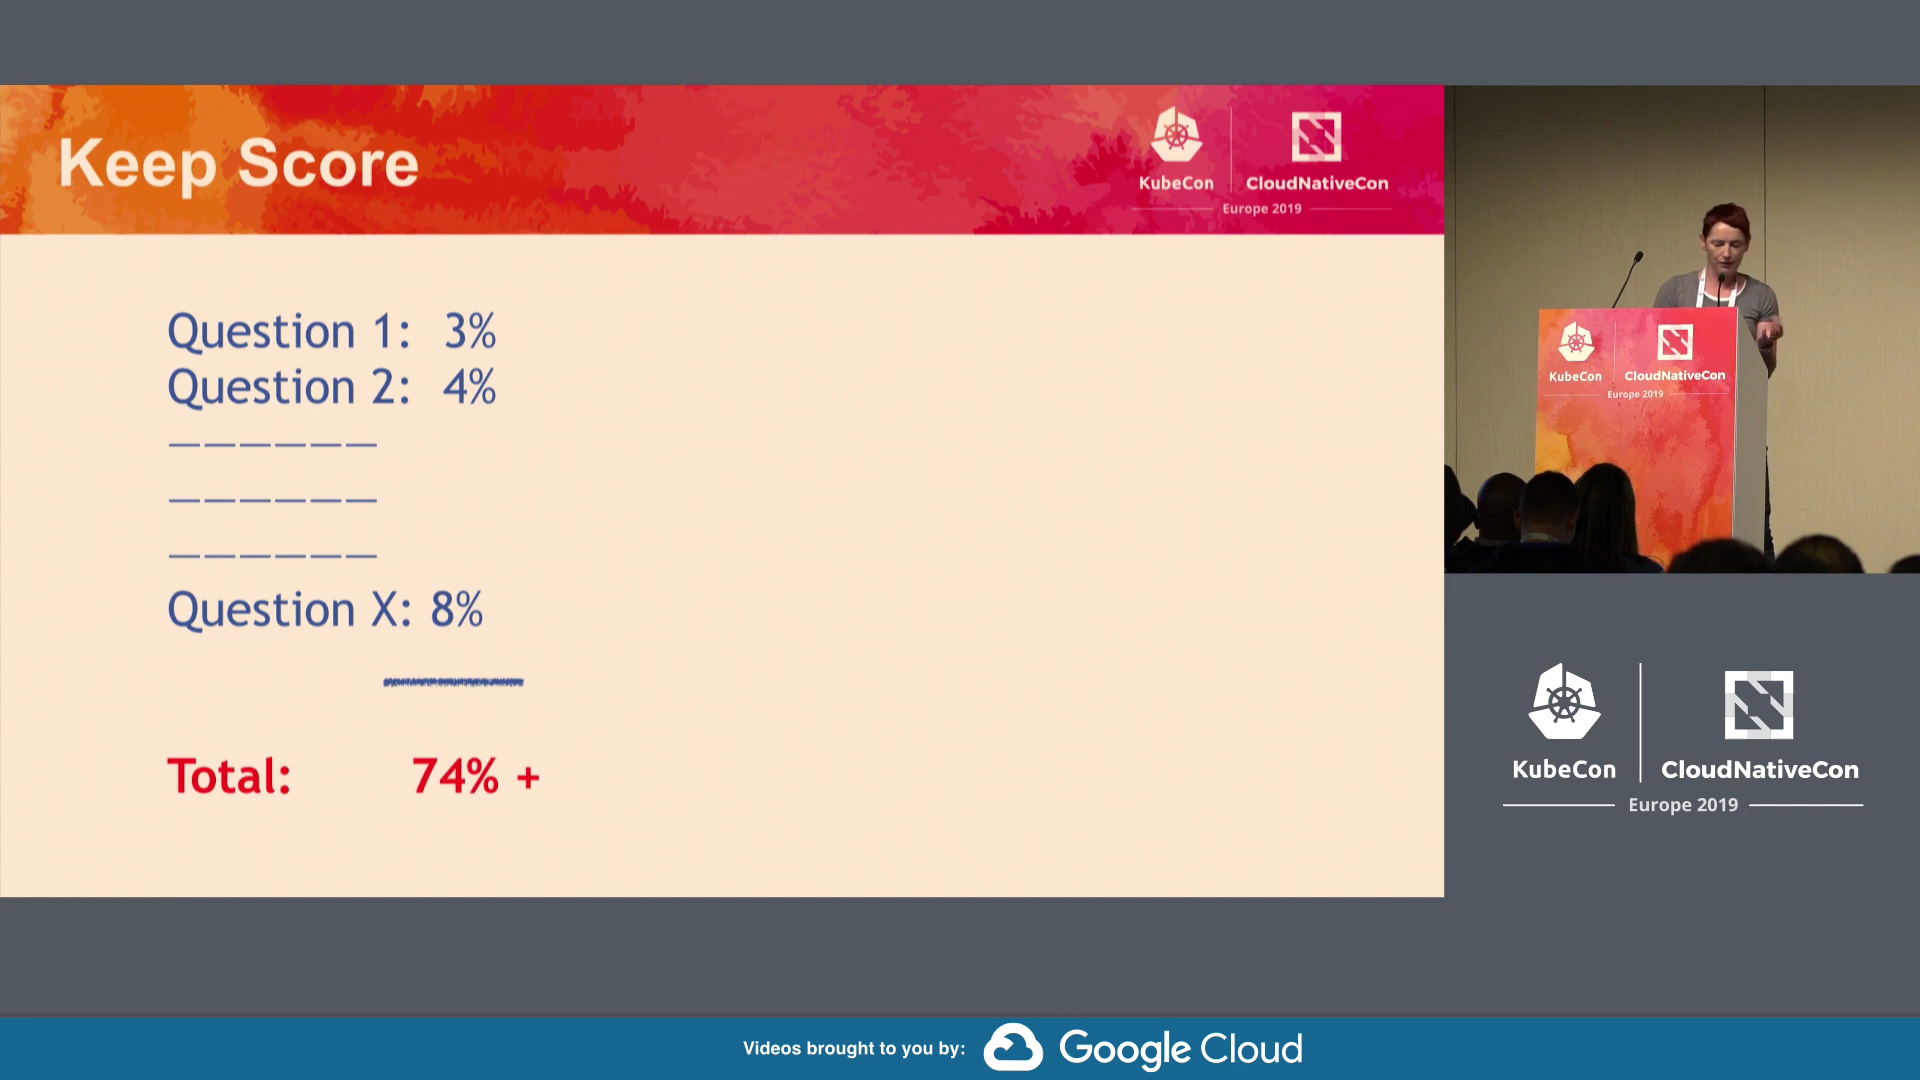 Keep Score
KubeCon
CloudNativeCon
Europe 2019
Question 1: 3%
Question 2: 4%
——————
——————
——————
Question X: 8%
Total: 74% +
KubeCon
CloudNativeCon
Europe 2019
KubeCon
CloudNativeCon
Europe 2019
Videos brought to you by:
Google Cloud